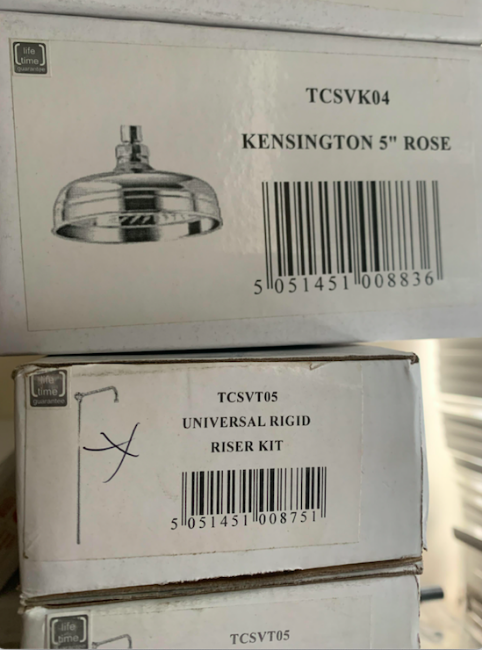 life
time
guarantee
TCSVK04
KENSINGTON 5" ROSE
5 051451 008836
life
time
guarantee
TCSVT05
UNIVERSAL RIGID
RISER KIT
5 051451 008751
life
time
TCSVT05